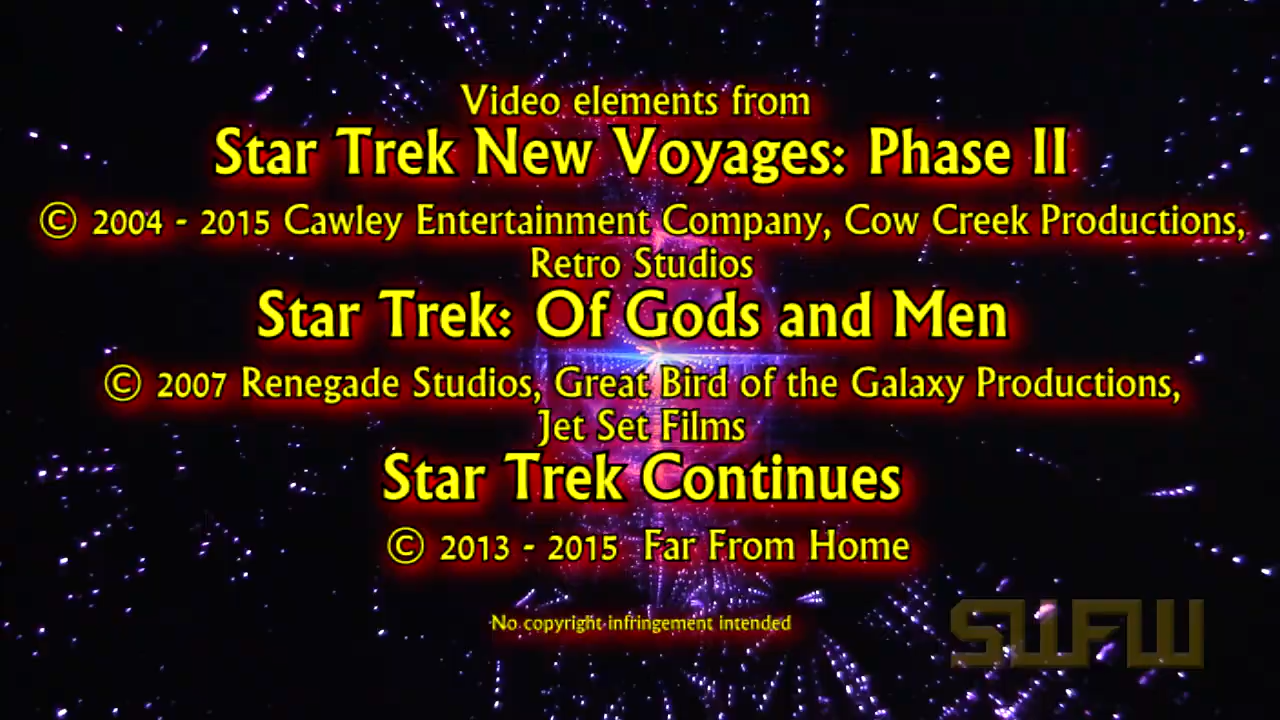 Video elements from
Star Trek New Voyages: Phase II
© 2004 - 2015 Cawley Entertainment Company, Cow Creek Productions,
Retro Studios
Star Trek: Of Gods and Men
© 2007 Renegade Studios, Great Bird of the Galaxy Productions,
Jet Set Films
Star Trek Continues
© 2013 - 2015 Far From Home
No copyright infringement intended
SWFW